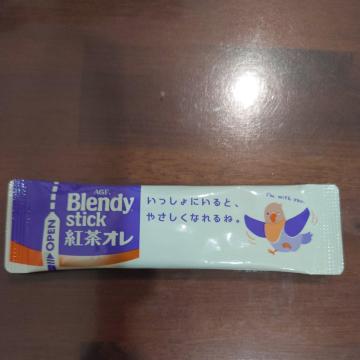 AGF
Blendy
stick
紅茶オレ
OPEN
いっしょにいると、
やさしくなれるね。
I'm with you.